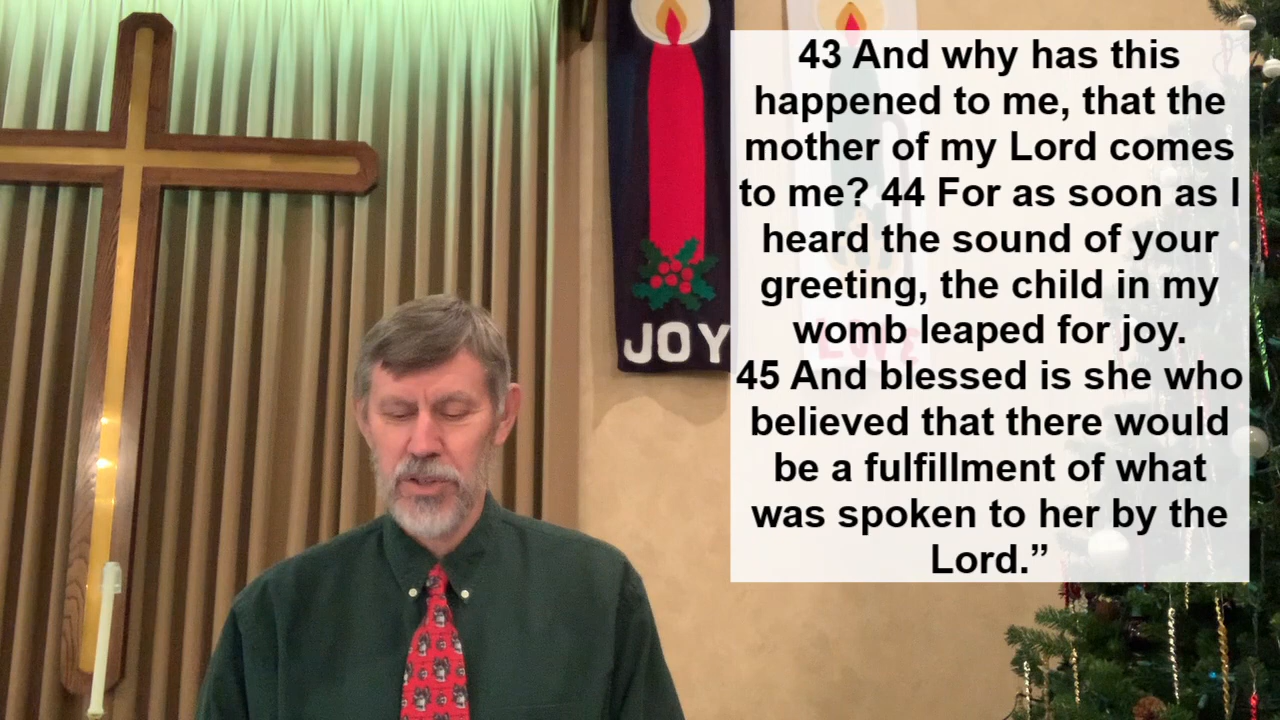 JOY
LOVE
43 And why has this
happened to me, that the
mother of my Lord comes
to me? 44 For as soon as I
heard the sound of your
greeting, the child in my
womb leaped for joy.
45 And blessed is she who
believed that there would
be a fulfillment of what
was spoken to her by the
Lord.”